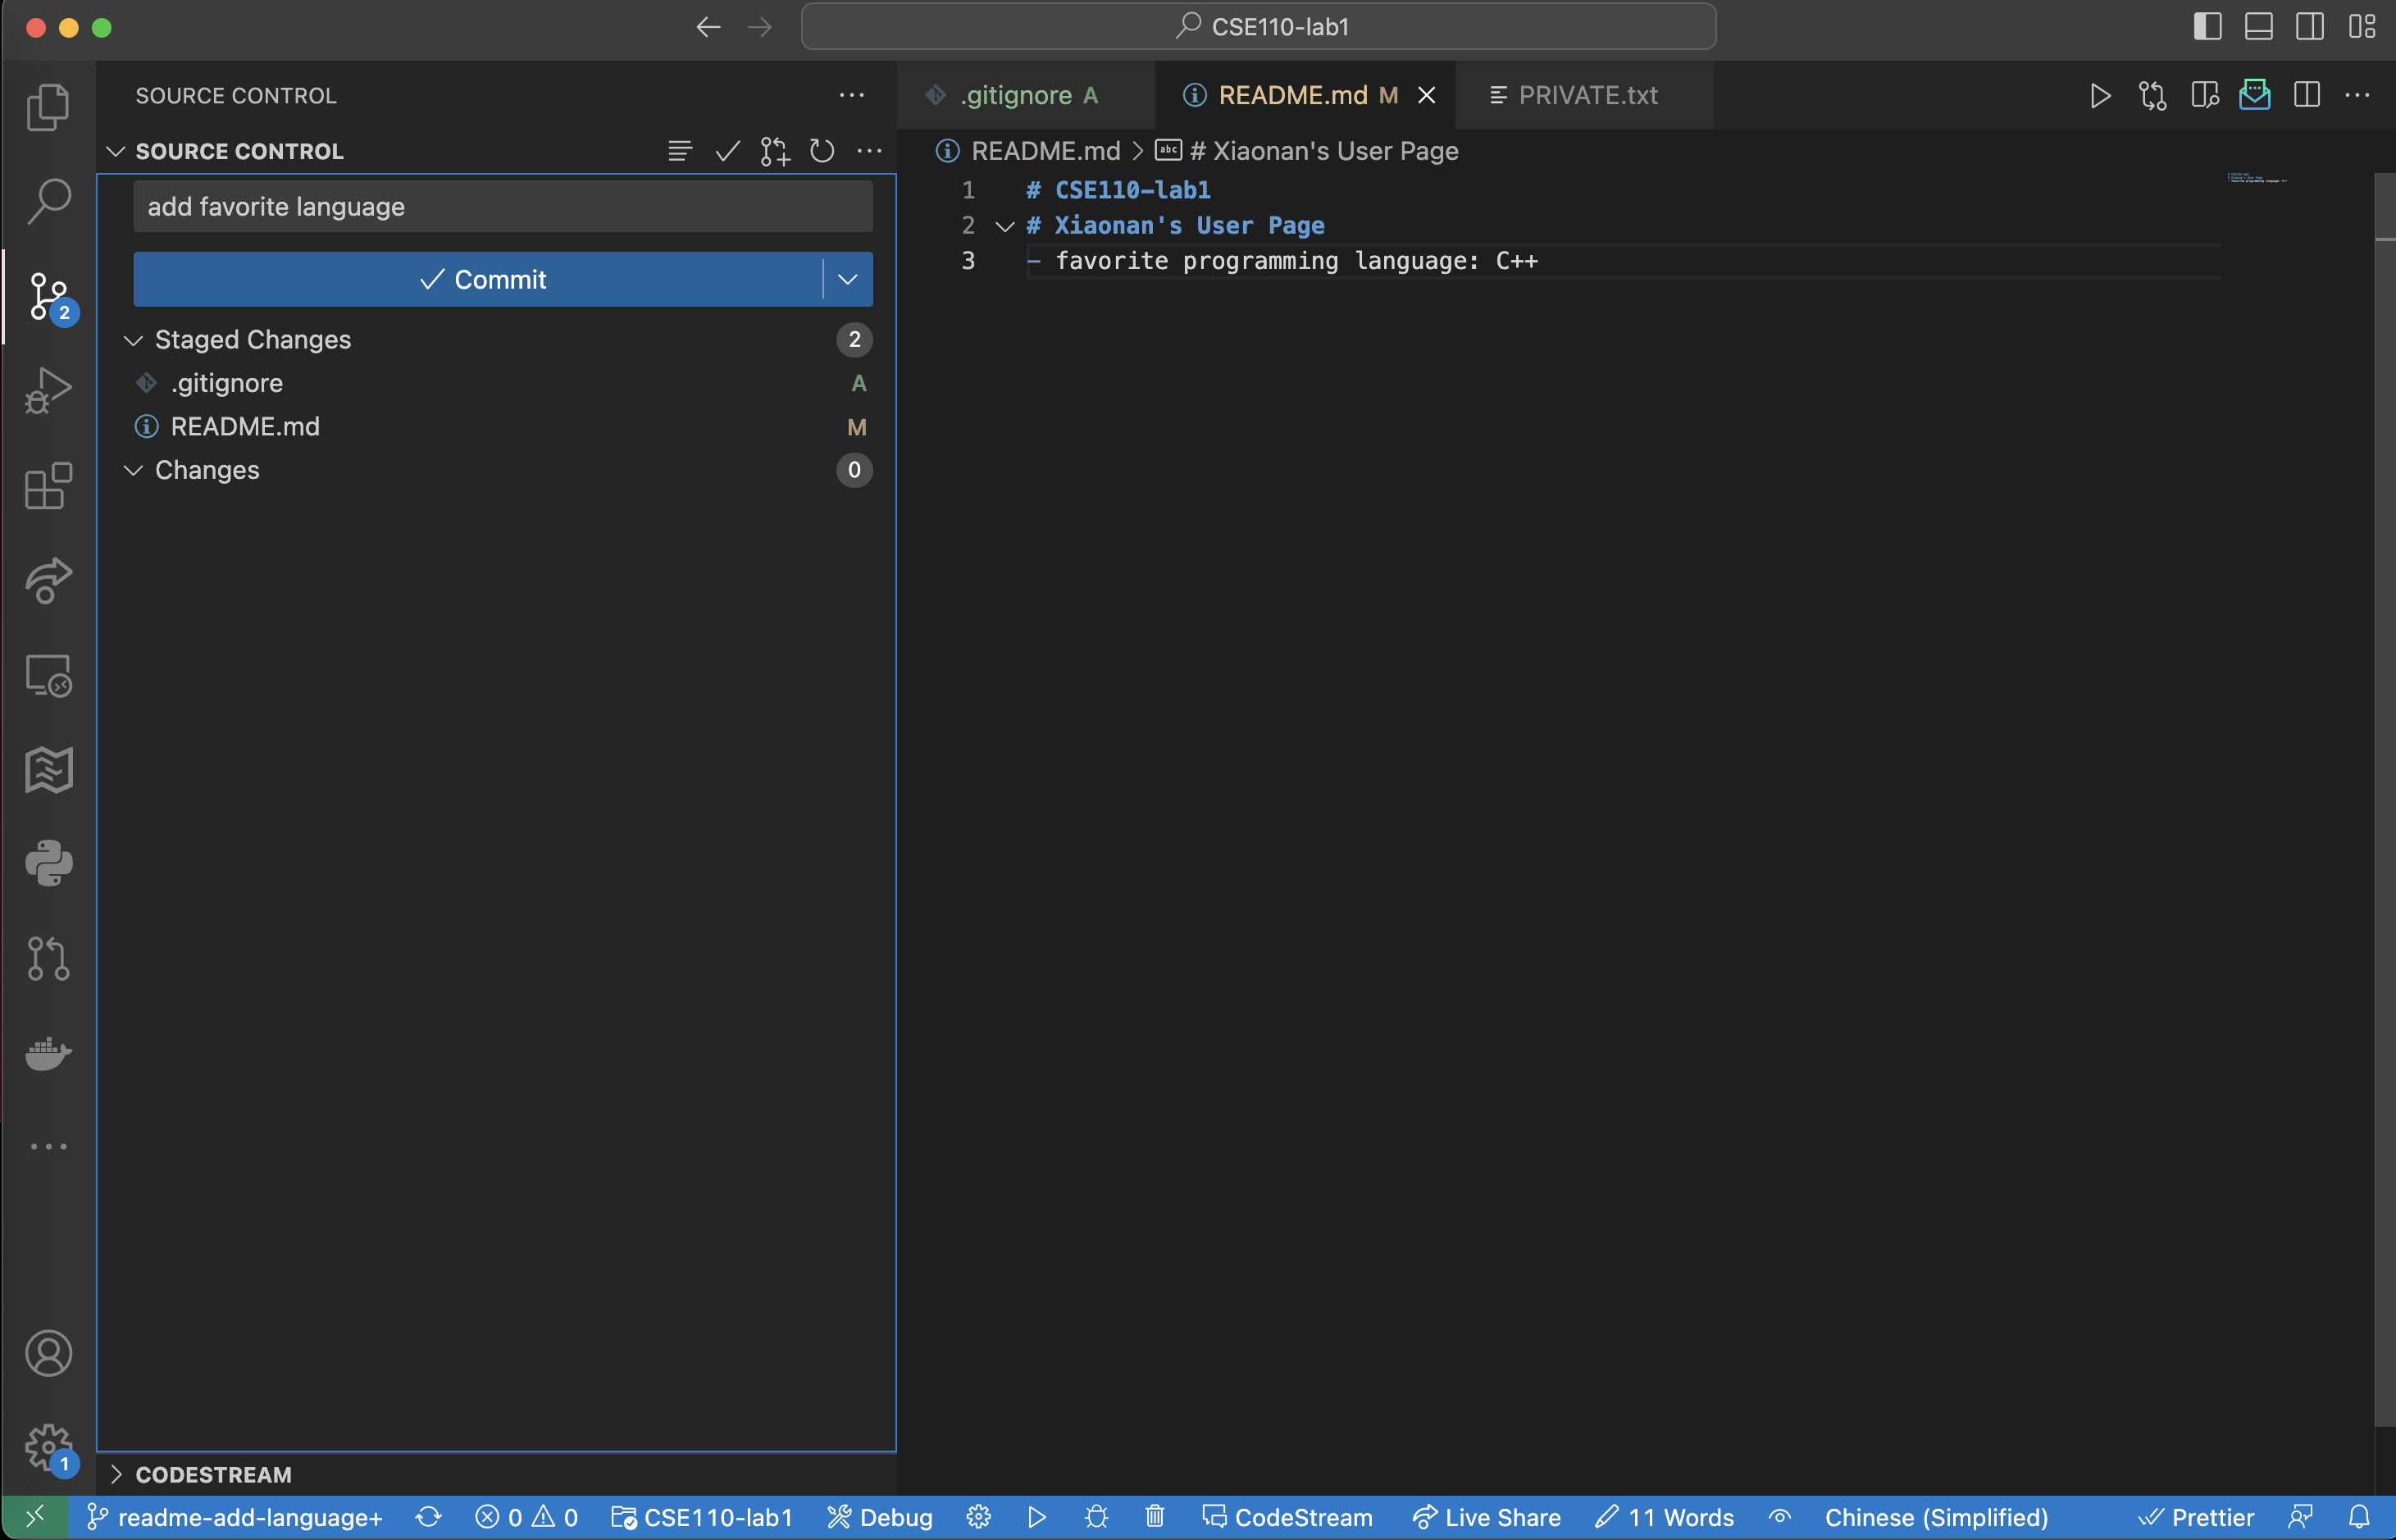 CSE110-lab1
SOURCE CONTROL
SOURCE CONTROL
add favorite language
Commit
Staged Changes 2
.gitignore A
README.md M
Changes 0
2
1
CODESTREAM
.gitignore A
README.md M
PRIVATE.txt
README.md > abc # Xiaonan's User Page
1 # CSE110-lab1
2 # Xiaonan's User Page
3 - favorite programming language: C++
readme-add-language+ 0 0 CSE110-lab1 Debug CodeStream Live Share 11 Words Chinese (Simplified) Prettier